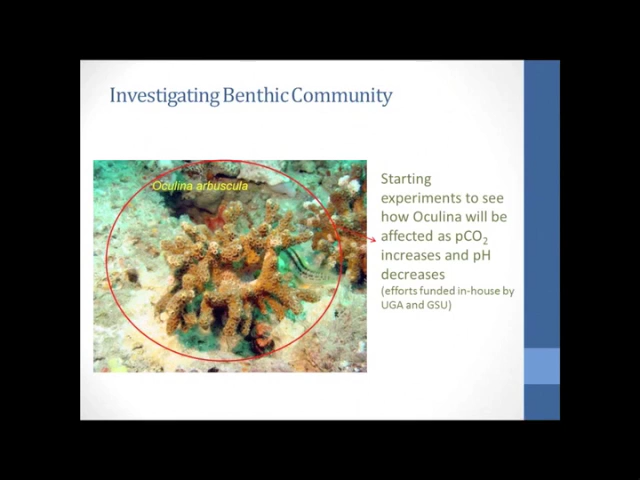 Investigating Benthic Community
Oculina arbuscula
Starting
experiments to see
how Oculina will be
affected as pCO₂
increases and pH
decreases
(efforts funded in-house by
UGA and GSU)